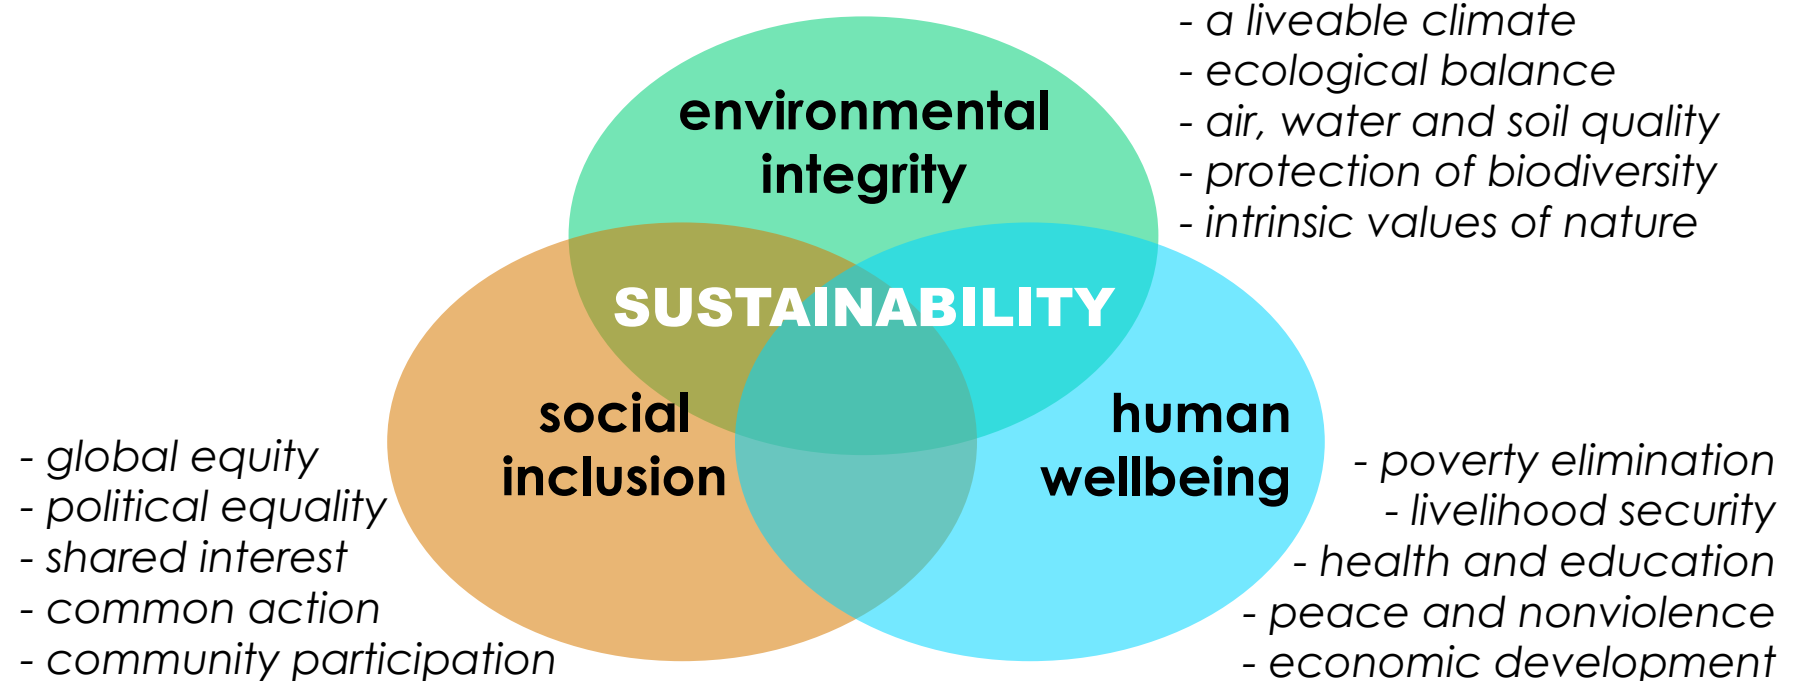 - a liveable climate
- ecological balance
- air, water and soil quality
- protection of biodiversity
- intrinsic values of nature
environmental
integrity
SUSTAINABILITY
social
inclusion
human
wellbeing
- global equity
- political equality
- shared interest
- common action
- community participation
- poverty elimination
- livelihood security
- health and education
- peace and nonviolence
- economic development